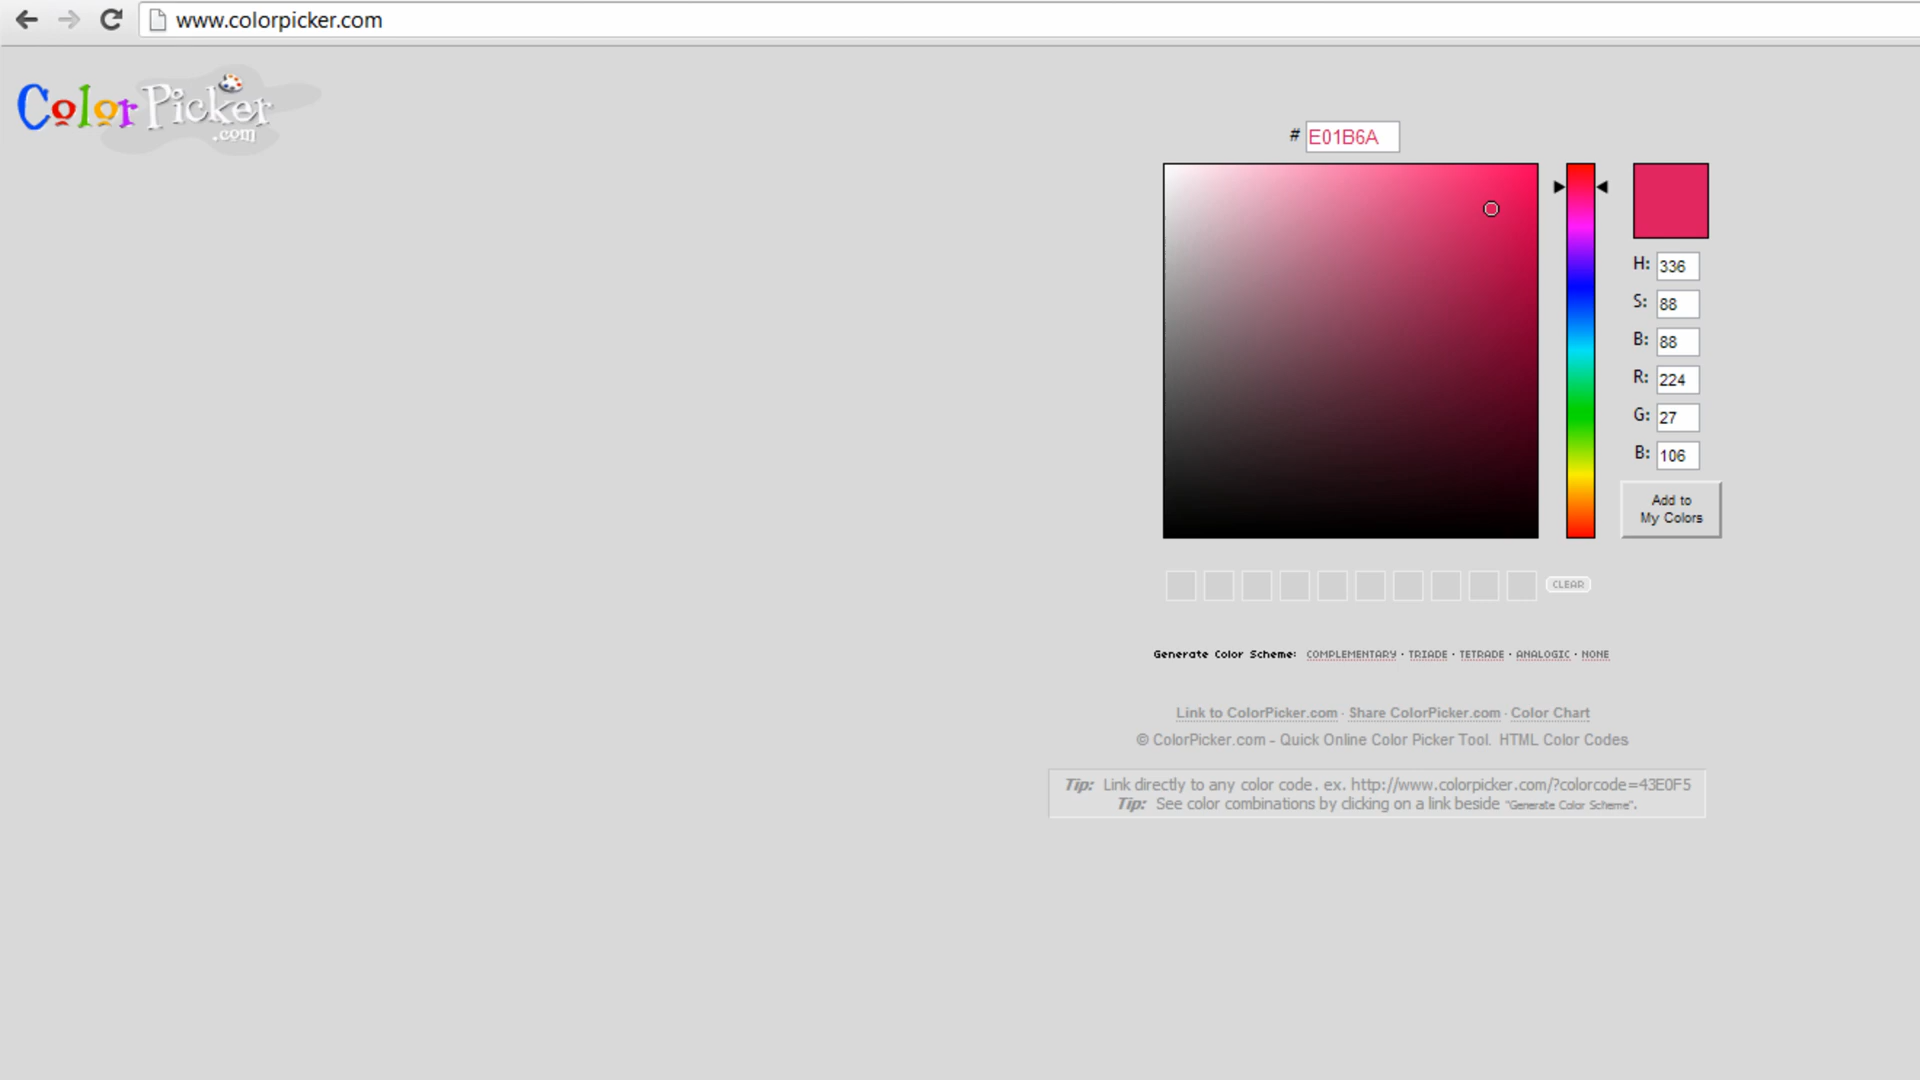 www.colorpicker.com
Color Picker
.com
# E01B6A
H: 336
S: 88
B: 88
R: 224
G: 27
B: 106
Add to
My Colors
CLEAR
Generate Color Scheme: COMPLEMENTARY · TRIADE · TETRADE · ANALOGIC · NONE
Link to ColorPicker.com · Share ColorPicker.com · Color Chart
© ColorPicker.com - Quick Online Color Picker Tool. HTML Color Codes
Tip: Link directly to any color code. ex. http://www.colorpicker.com/?colorcode=43E0F5
Tip: See color combinations by clicking on a link beside "Generate Color Scheme".